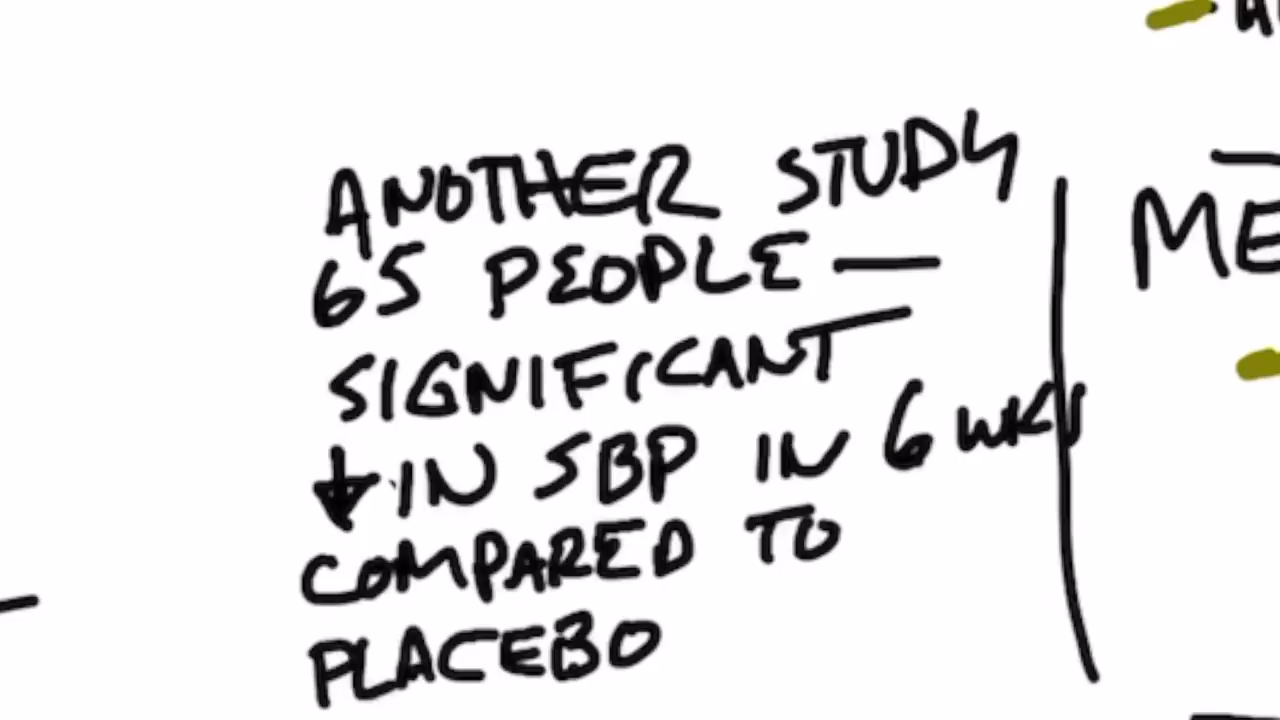 ANOTHER STUDY
65 PEOPLE —
SIGNIFICANT
↓ IN SBP IN 6 WKS
COMPARED TO
PLACEBO
ME